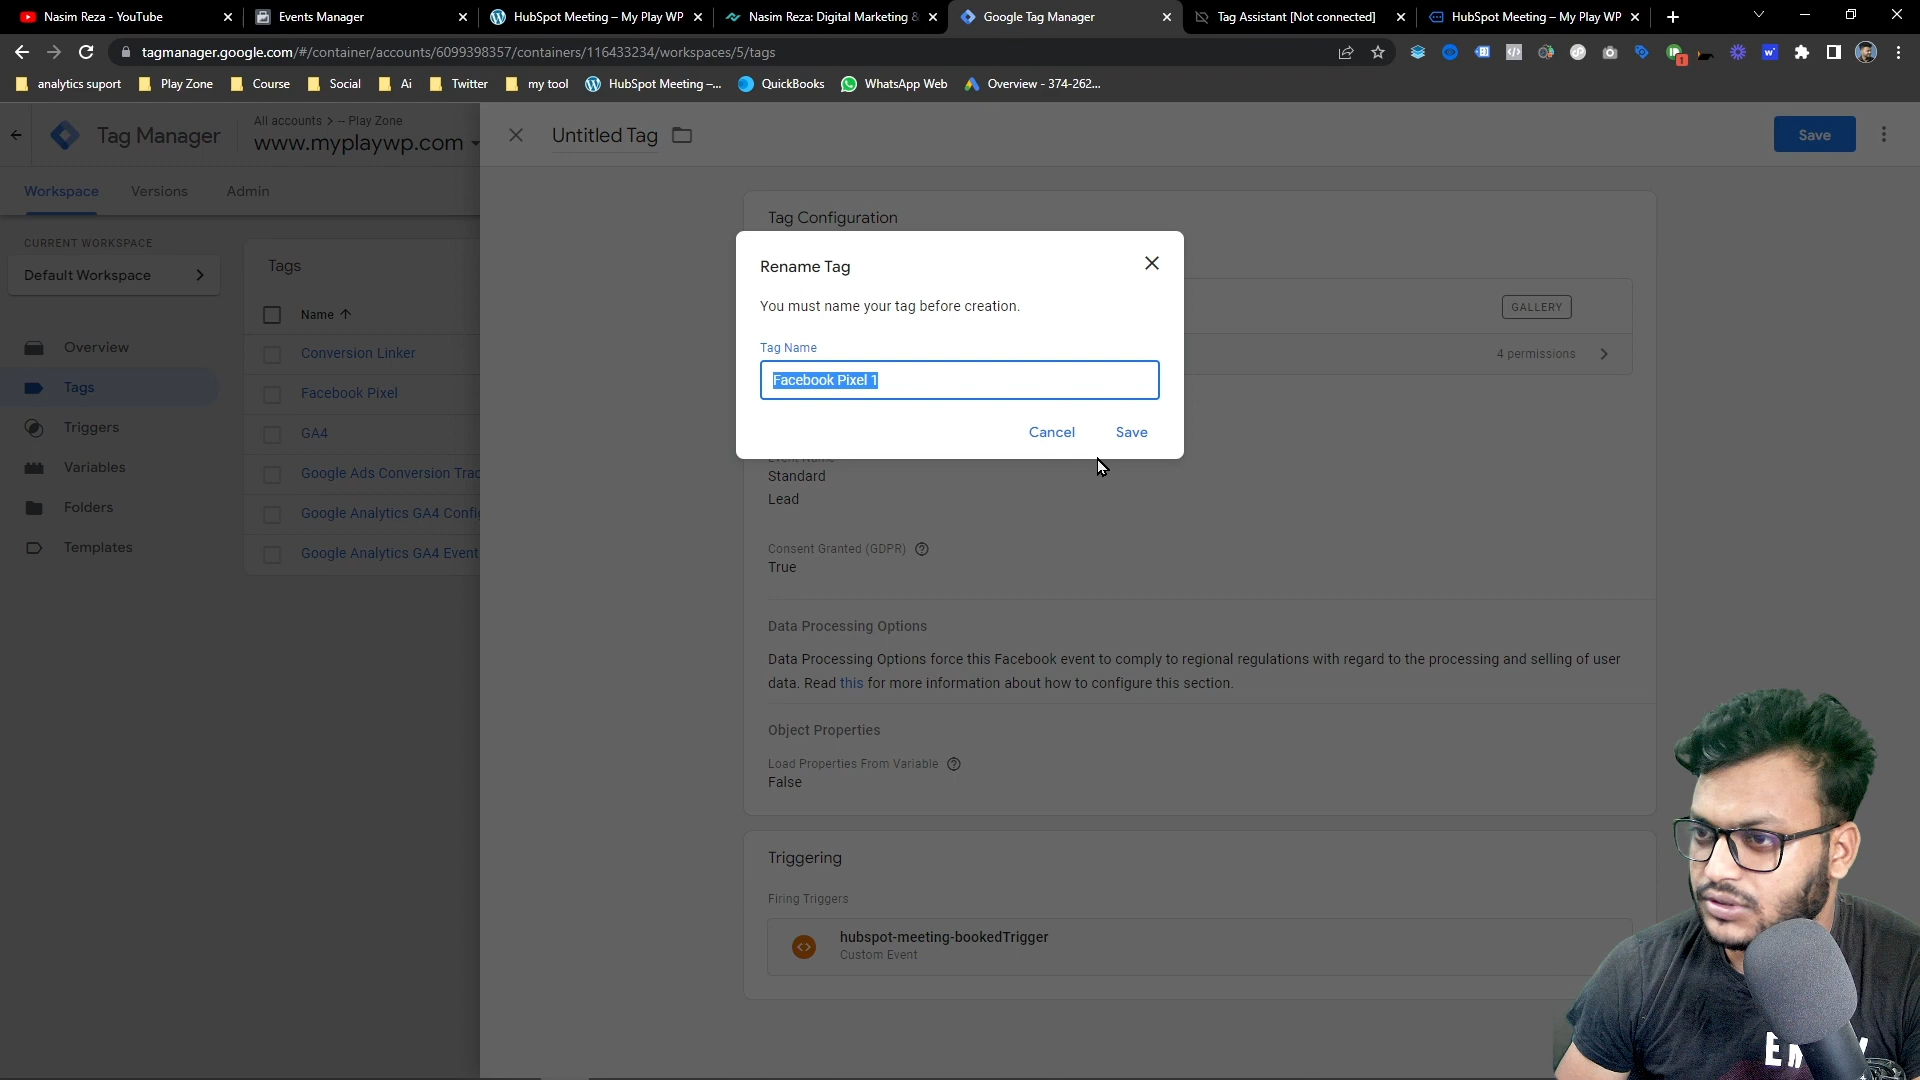 Nasim Reza - YouTube
Events Manager
HubSpot Meeting – My Play WP
Nasim Reza: Digital Marketing &
Google Tag Manager
Tag Assistant [Not connected]
HubSpot Meeting – My Play WP
tagmanager.google.com/#/container/accounts/6099398357/containers/116433234/workspaces/5/tags
analytics suport
Play Zone
Course
Social
Ai
Twitter
my tool
HubSpot Meeting –...
QuickBooks
WhatsApp Web
Overview - 374-262...
Tag Manager
All accounts > -- Play Zone
www.myplaywp.com
Untitled Tag
Save
Workspace
Versions
Admin
CURRENT WORKSPACE
Default Workspace
Overview
Tags
Triggers
Variables
Folders
Templates
Tags
Name
Conversion Linker
Facebook Pixel
GA4
Google Ads Conversion Trac
Google Analytics GA4 Confi
Google Analytics GA4 Event
Tag Configuration
GALLERY
4 permissions
Rename Tag
You must name your tag before creation.
Tag Name
Facebook Pixel 1
Cancel
Save
Event Name
Standard
Lead
Consent Granted (GDPR)
True
Data Processing Options
Data Processing Options force this Facebook event to comply to regional regulations with regard to the processing and selling of user
data. Read this for more information about how to configure this section.
Object Properties
Load Properties From Variable
False
Triggering
Firing Triggers
hubspot-meeting-bookedTrigger
Custom Event